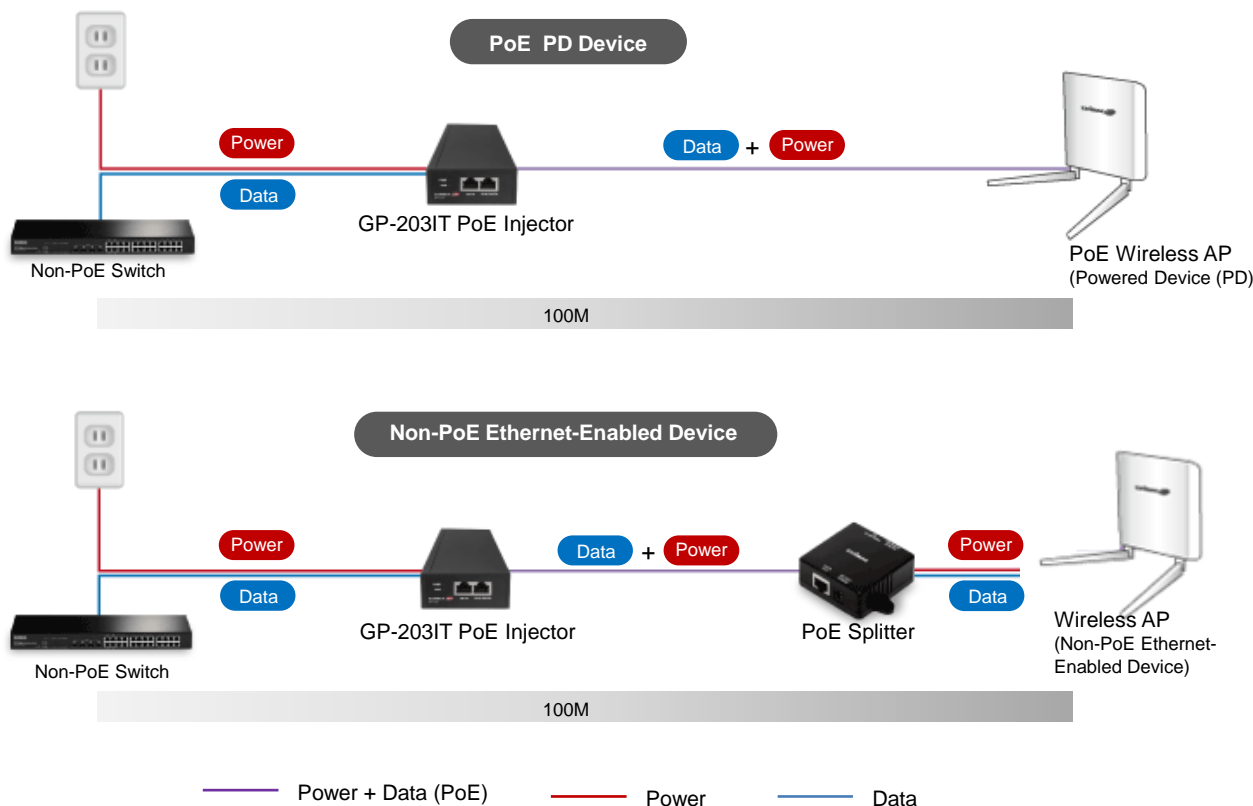 PoE PD Device
Power
Data
Data + Power
GP-203IT PoE Injector
Non-PoE Switch
PoE Wireless AP
(Powered Device (PD)
100M
Non-PoE Ethernet-Enabled Device
Power
Data
Data + Power
Power
Data
GP-203IT PoE Injector
PoE Splitter
Wireless AP
(Non-PoE Ethernet-
Enabled Device)
Non-PoE Switch
100M
Power + Data (PoE)
Power
Data